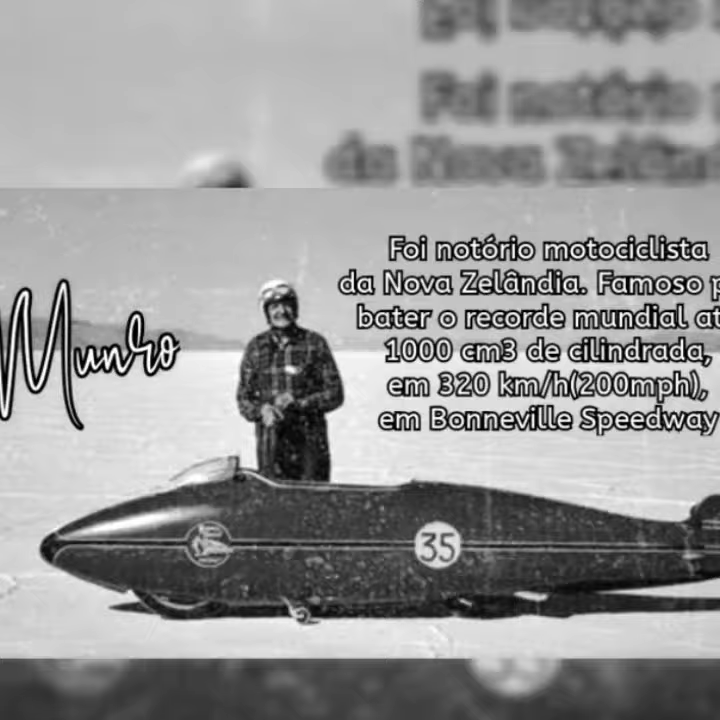 Foi notório motociclista
da Nova Zelândia. Famoso p
bater o recorde mundial at
1000 cm3 de cilindrada,
em 320 km/h(200mph),
em Bonneville Speedway
Munro
35